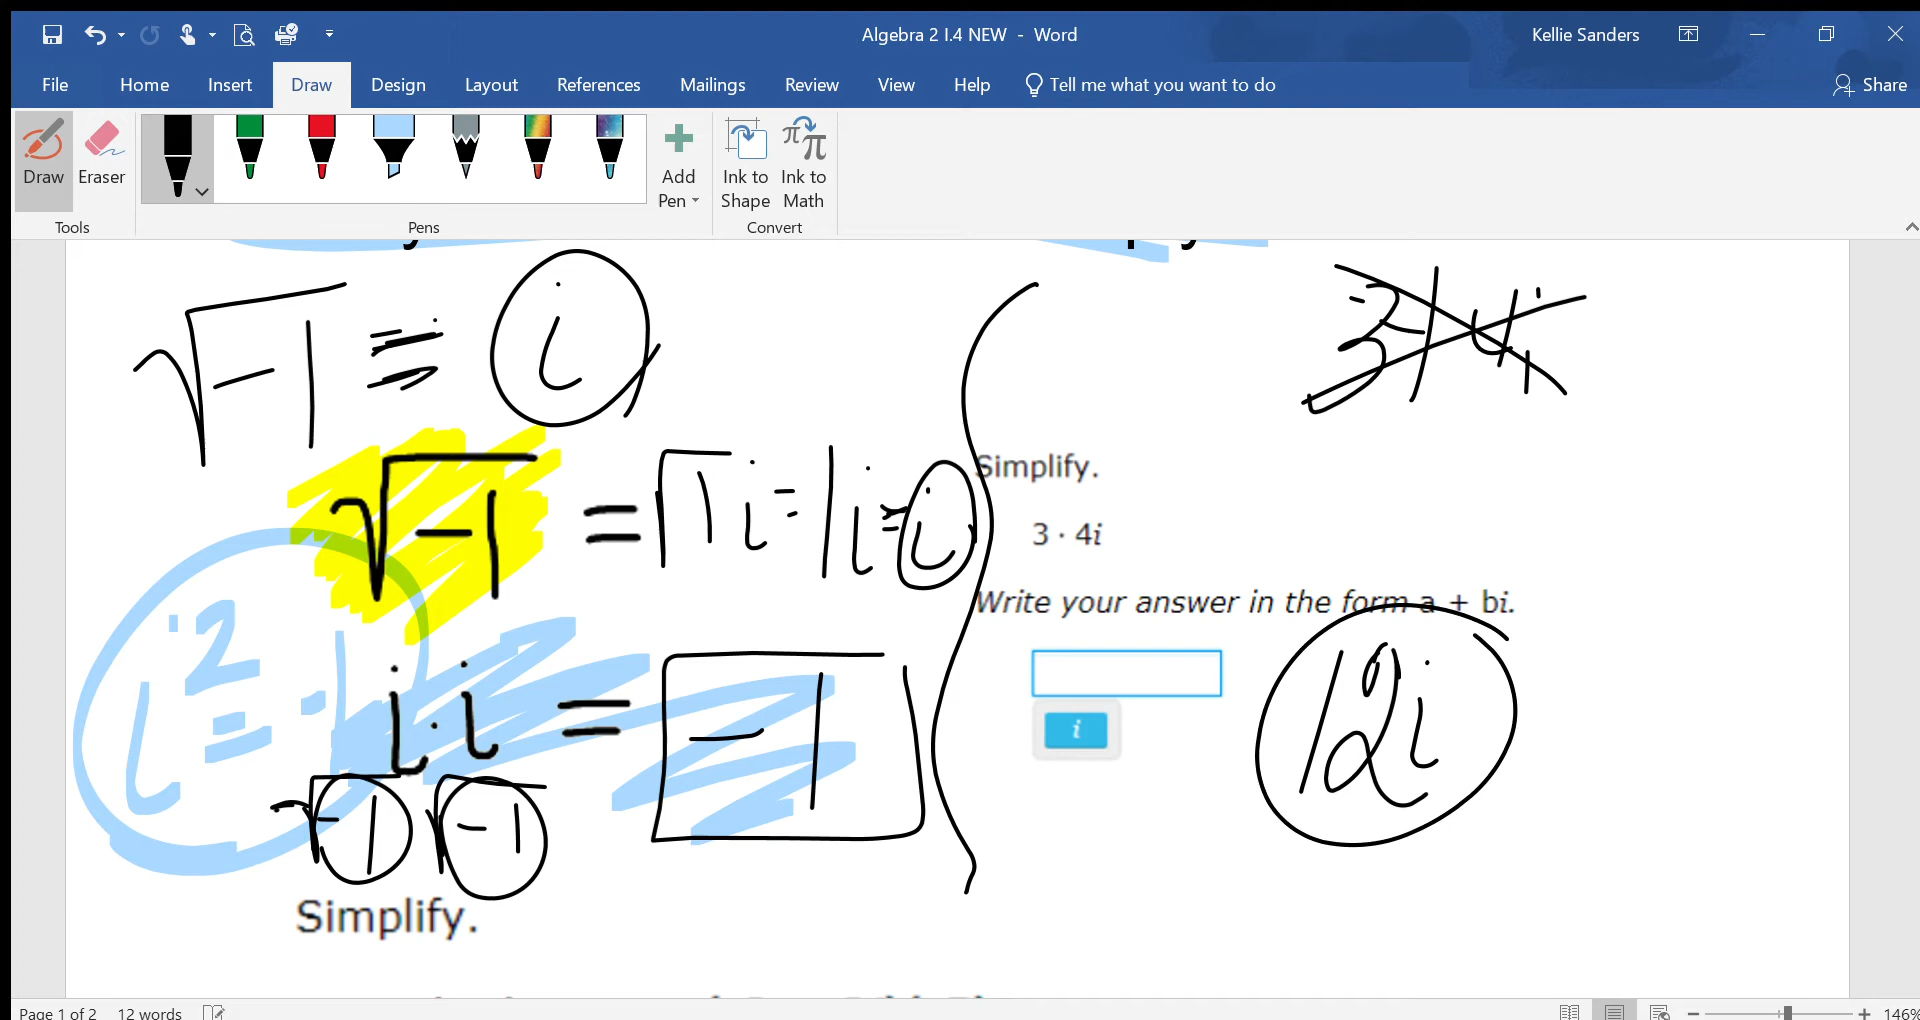 Algebra 2 I.4 NEW - Word
Kellie Sanders
File Home Insert Draw Design Layout References Mailings Review View Help Tell me what you want to do Share
Draw Eraser Add Pen Ink to Shape Ink to Math
Tools Pens Convert
√-1 = i
√-1 = √1 i = 1i = i
i² = -1
i · i = -1
√-1 √-1
Simplify.
3 · 4i
Write your answer in the form a + bi.
i
12i
Simplify.
Page 1 of 2 12 words
146%